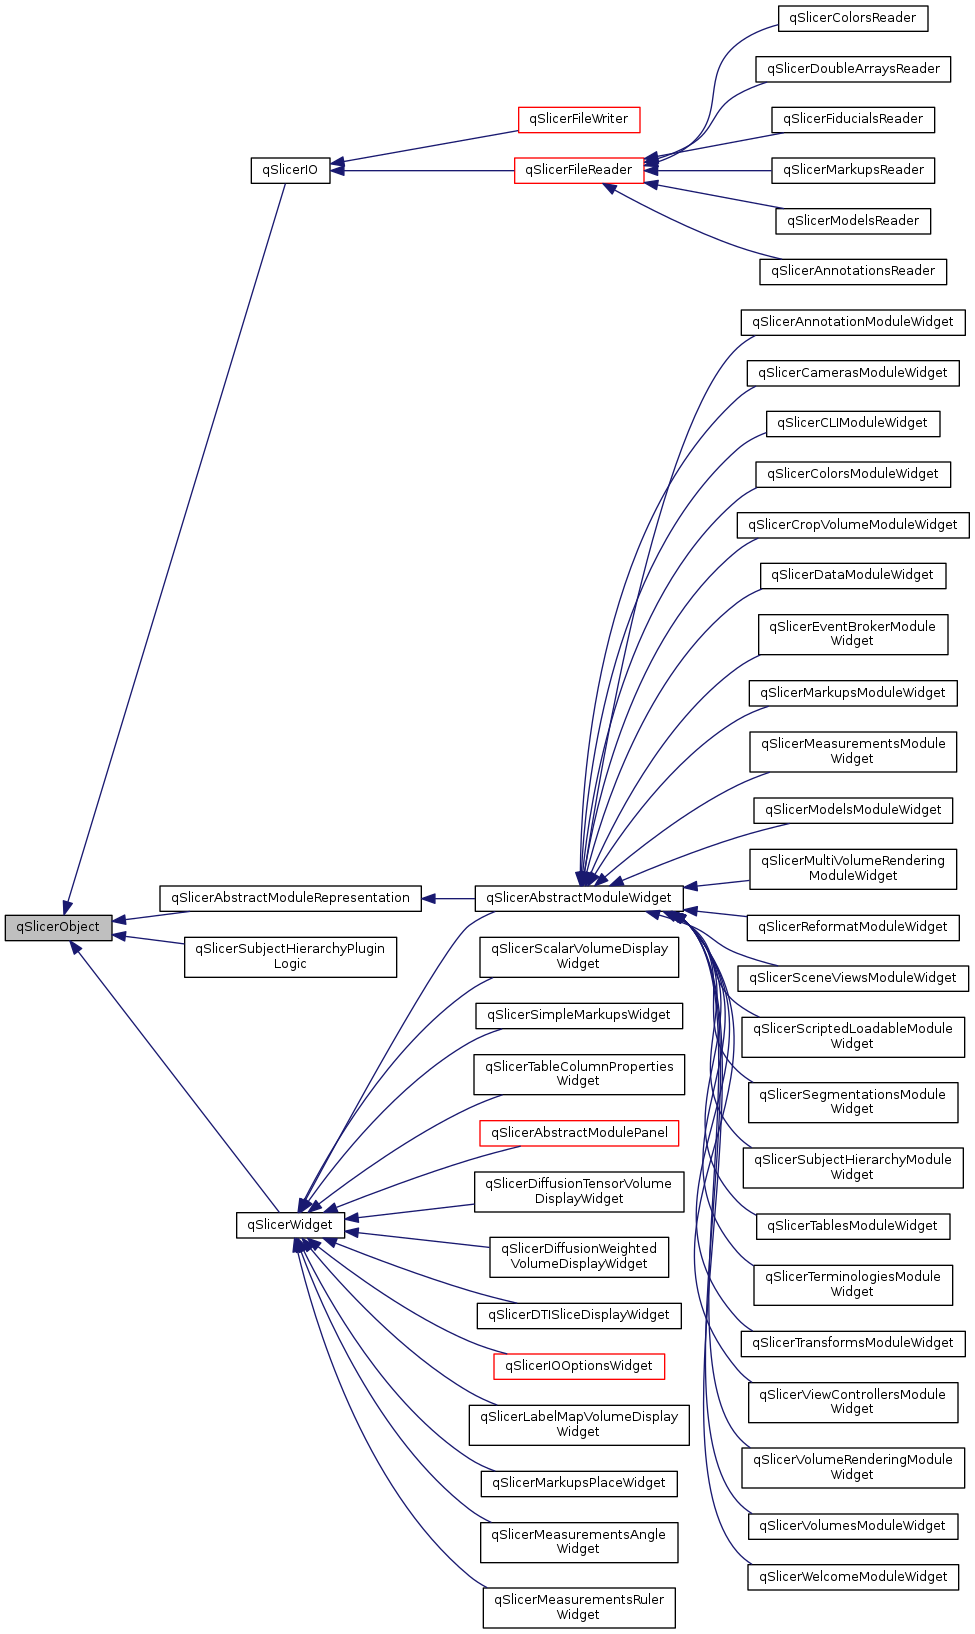 qSlicerObject
qSlicerIO
qSlicerAbstractModuleRepresentation
qSlicerSubjectHierarchyPlugin
Logic
qSlicerWidget
qSlicerFileWriter
qSlicerFileReader
qSlicerAbstractModuleWidget
qSlicerScalarVolumeDisplay
Widget
qSlicerSimpleMarkupsWidget
qSlicerTableColumnProperties
Widget
qSlicerAbstractModulePanel
qSlicerDiffusionTensorVolume
DisplayWidget
qSlicerDiffusionWeighted
VolumeDisplayWidget
qSlicerDTISliceDisplayWidget
qSlicerIOOptionsWidget
qSlicerLabelMapVolumeDisplay
Widget
qSlicerMarkupsPlaceWidget
qSlicerMeasurementsAngle
Widget
qSlicerMeasurementsRuler
Widget
qSlicerColorsReader
qSlicerDoubleArraysReader
qSlicerFiducialsReader
qSlicerMarkupsReader
qSlicerModelsReader
qSlicerAnnotationsReader
qSlicerAnnotationModuleWidget
qSlicerCamerasModuleWidget
qSlicerCLIModuleWidget
qSlicerColorsModuleWidget
qSlicerCropVolumeModuleWidget
qSlicerDataModuleWidget
qSlicerEventBrokerModule
Widget
qSlicerMarkupsModuleWidget
qSlicerMeasurementsModule
Widget
qSlicerModelsModuleWidget
qSlicerMultiVolumeRendering
ModuleWidget
qSlicerReformatModuleWidget
qSlicerSceneViewsModuleWidget
qSlicerScriptedLoadableModule
Widget
qSlicerSegmentationsModule
Widget
qSlicerSubjectHierarchyModule
Widget
qSlicerTablesModuleWidget
qSlicerTerminologiesModule
Widget
qSlicerTransformsModuleWidget
qSlicerViewControllersModule
Widget
qSlicerVolumeRenderingModule
Widget
qSlicerVolumesModuleWidget
qSlicerWelcomeModuleWidget